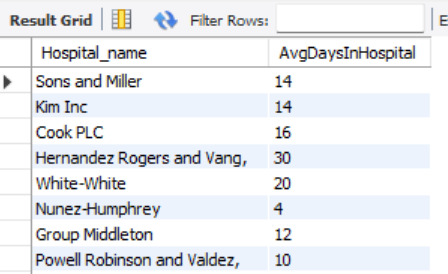 Result Grid Filter Rows: E
Hospital_name AvgDaysInHospital
Sons and Miller 14
Kim Inc 14
Cook PLC 16
Hernandez Rogers and Vang, 30
White-White 20
Nunez-Humphrey 4
Group Middleton 12
Powell Robinson and Valdez, 10